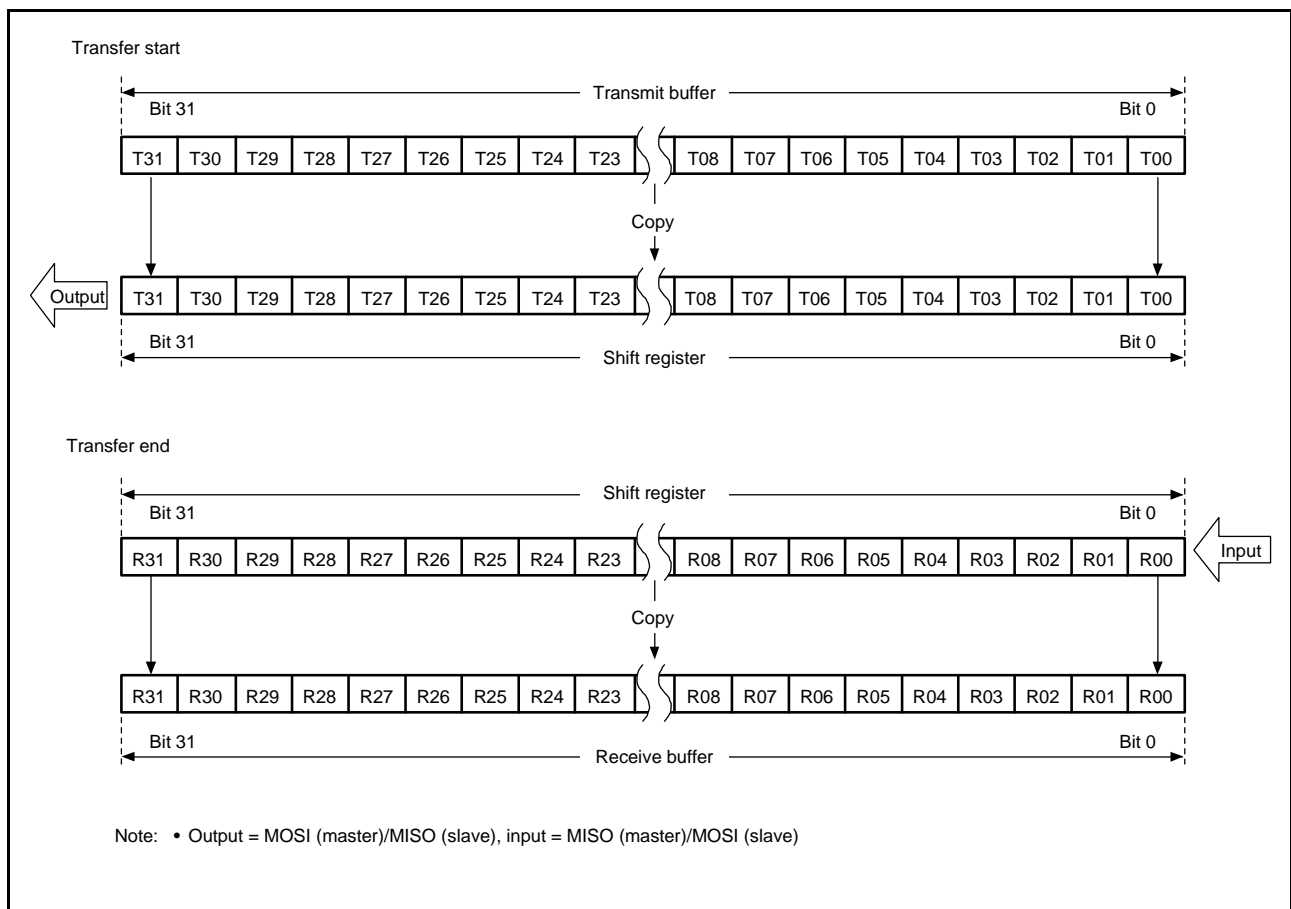 Transfer start
Transmit buffer
Bit 31 Bit 0
T31 T30 T29 T28 T27 T26 T25 T24 T23 T08 T07 T06 T05 T04 T03 T02 T01 T00
Copy
Output T31 T30 T29 T28 T27 T26 T25 T24 T23 T08 T07 T06 T05 T04 T03 T02 T01 T00
Bit 31 Bit 0
Shift register
Transfer end
Shift register
Bit 31 Bit 0
R31 R30 R29 R28 R27 R26 R25 R24 R23 R08 R07 R06 R05 R04 R03 R02 R01 R00 Input
Copy
R31 R30 R29 R28 R27 R26 R25 R24 R23 R08 R07 R06 R05 R04 R03 R02 R01 R00
Bit 31 Bit 0
Receive buffer
Note: • Output = MOSI (master)/MISO (slave), input = MISO (master)/MOSI (slave)